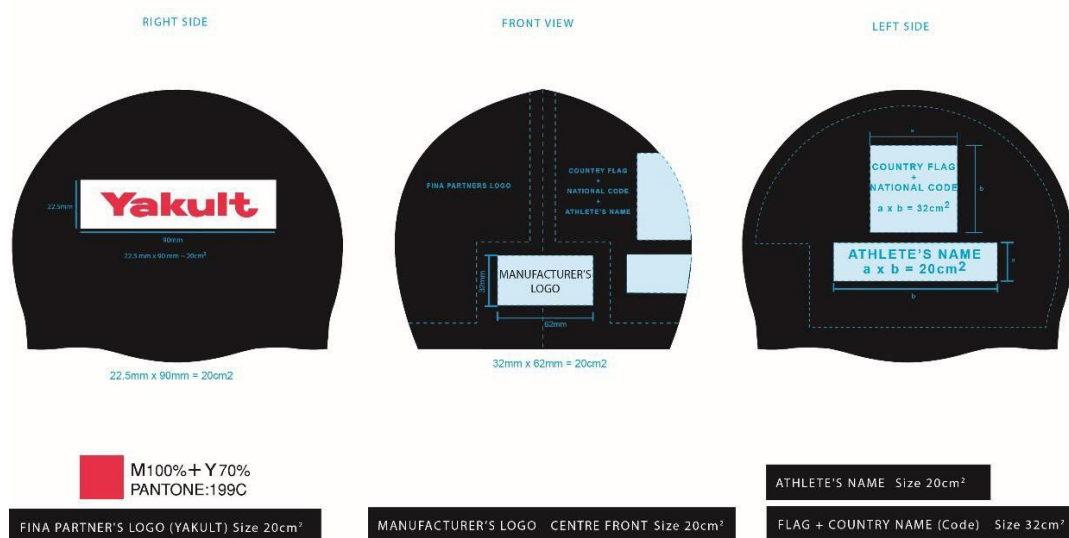 RIGHT SIDE
Yakult
22.5mm
90mm
22.5 mm x 90 mm = 20cm²
22.5mm x 90mm = 20cm2
M100%+Y70%
PANTONE:199C
FINA PARTNER'S LOGO (YAKULT) Size 20cm²
FRONT VIEW
FINA PARTNERS LOGO
COUNTRY FLAG
+
NATIONAL CODE
+
ATHLETE'S NAME
MANUFACTURER'S
LOGO
32mm
62mm
32mm x 62mm = 20cm2
MANUFACTURER'S LOGO CENTRE FRONT Size 20cm²
LEFT SIDE
a
COUNTRY FLAG
+
NATIONAL CODE
a x b = 32cm²
b
ATHLETE'S NAME
a x b = 20cm²
a
b
ATHLETE'S NAME Size 20cm²
FLAG + COUNTRY NAME (Code) Size 32cm²